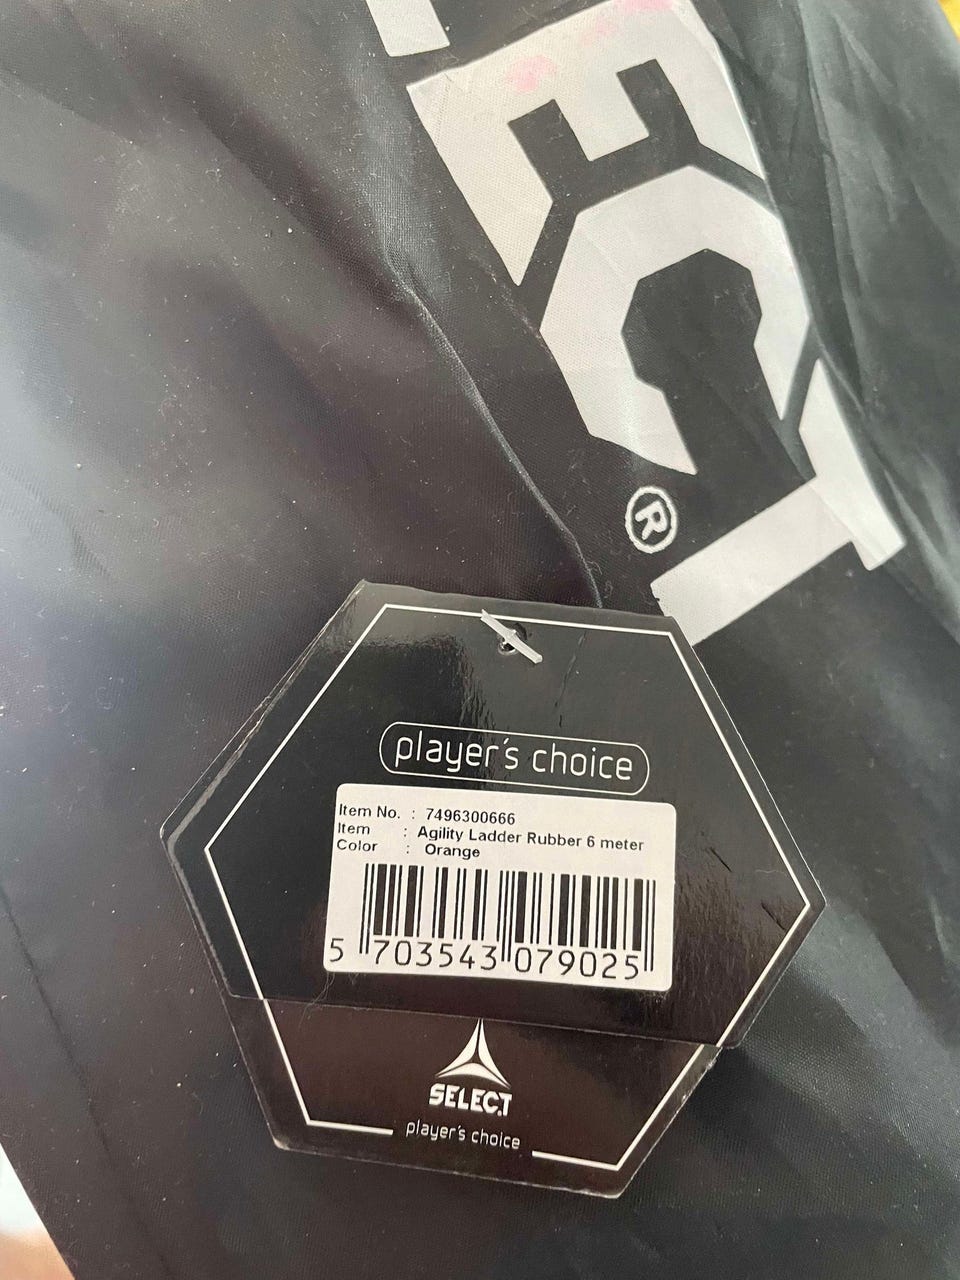 LECT
®
player's choice
Item No. : 7496300666
Item : Agility Ladder Rubber 6 meter
Color : Orange
5 703543 079025
SELECT
player's choice